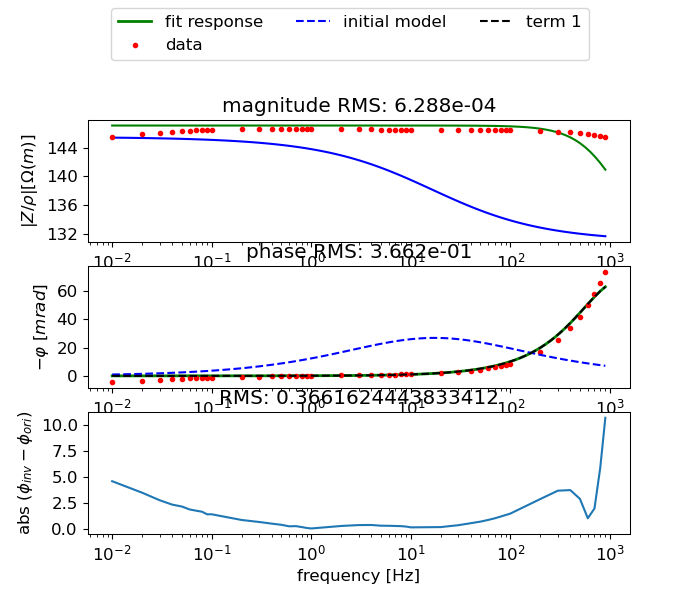 fit response initial model term 1
data
magnitude RMS: 6.288e-04
|Z/ρ|[Ω(m)]
144
140
136
132
10⁻² 10⁻¹ 10⁰ 10¹ 10² 10³
phase RMS: 3.662e-01
−φ [mrad]
60
40
20
0
10⁻² 10⁻¹ 10⁰ 10¹ 10² 10³
RMS: 0.3661624443833412
abs (ϕ_inv − ϕ_ori)
10.0
7.5
5.0
2.5
0.0
10⁻² 10⁻¹ 10⁰ 10¹ 10² 10³
frequency [Hz]